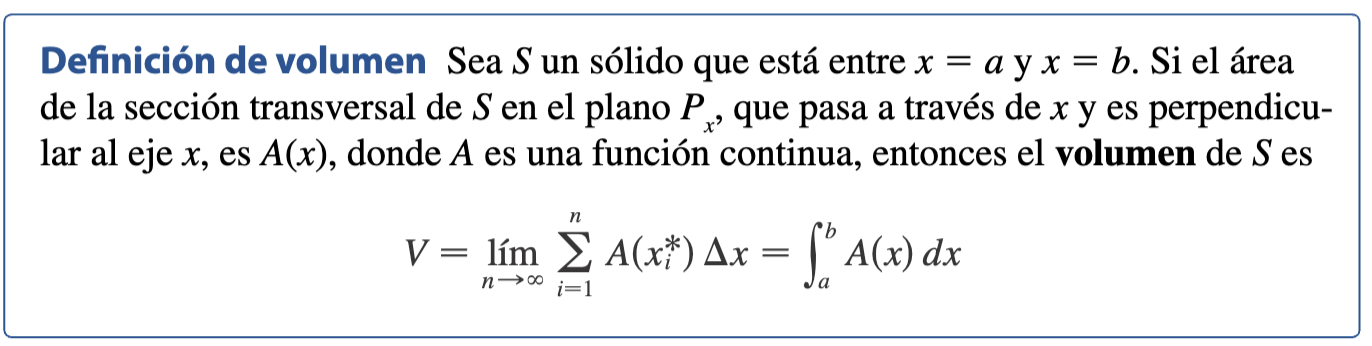 Definición de volumen Sea S un sólido que está entre x = a y x = b. Si el área
de la sección transversal de S en el plano Pₓ, que pasa a través de x y es perpendicu-
lar al eje x, es A(x), donde A es una función continua, entonces el volumen de S es
V = lím_{n→∞} ∑_{i=1}^{n} A(x_i^*) Δx = ∫_a^b A(x) dx